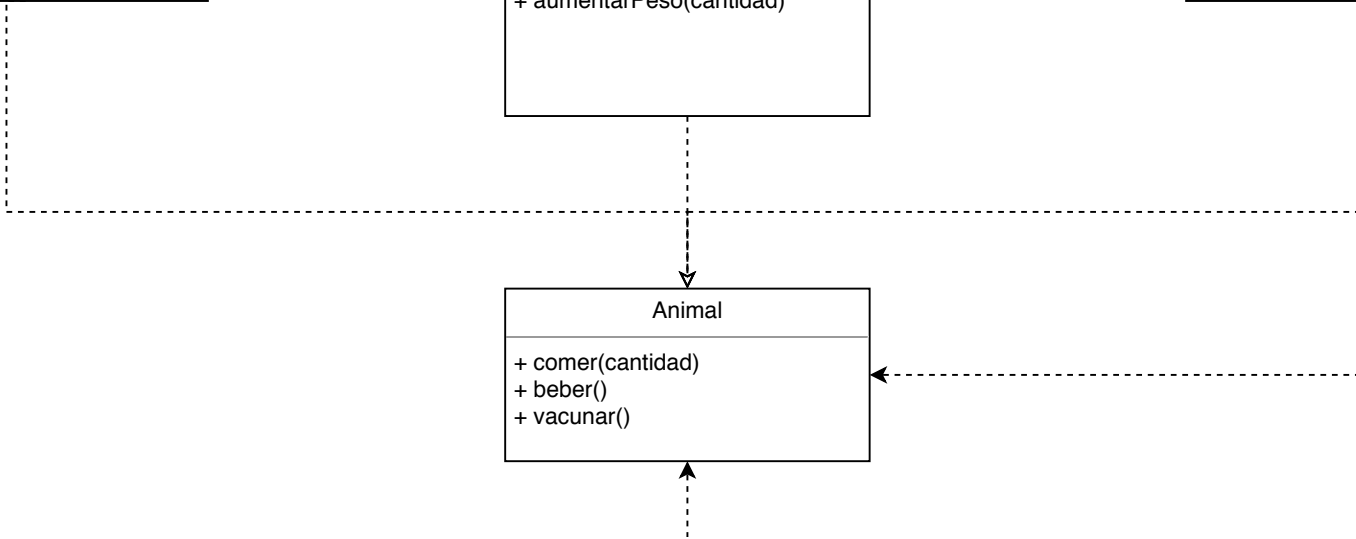 + aumentarPeso(cantidad)
Animal
+ comer(cantidad)
+ beber()
+ vacunar()